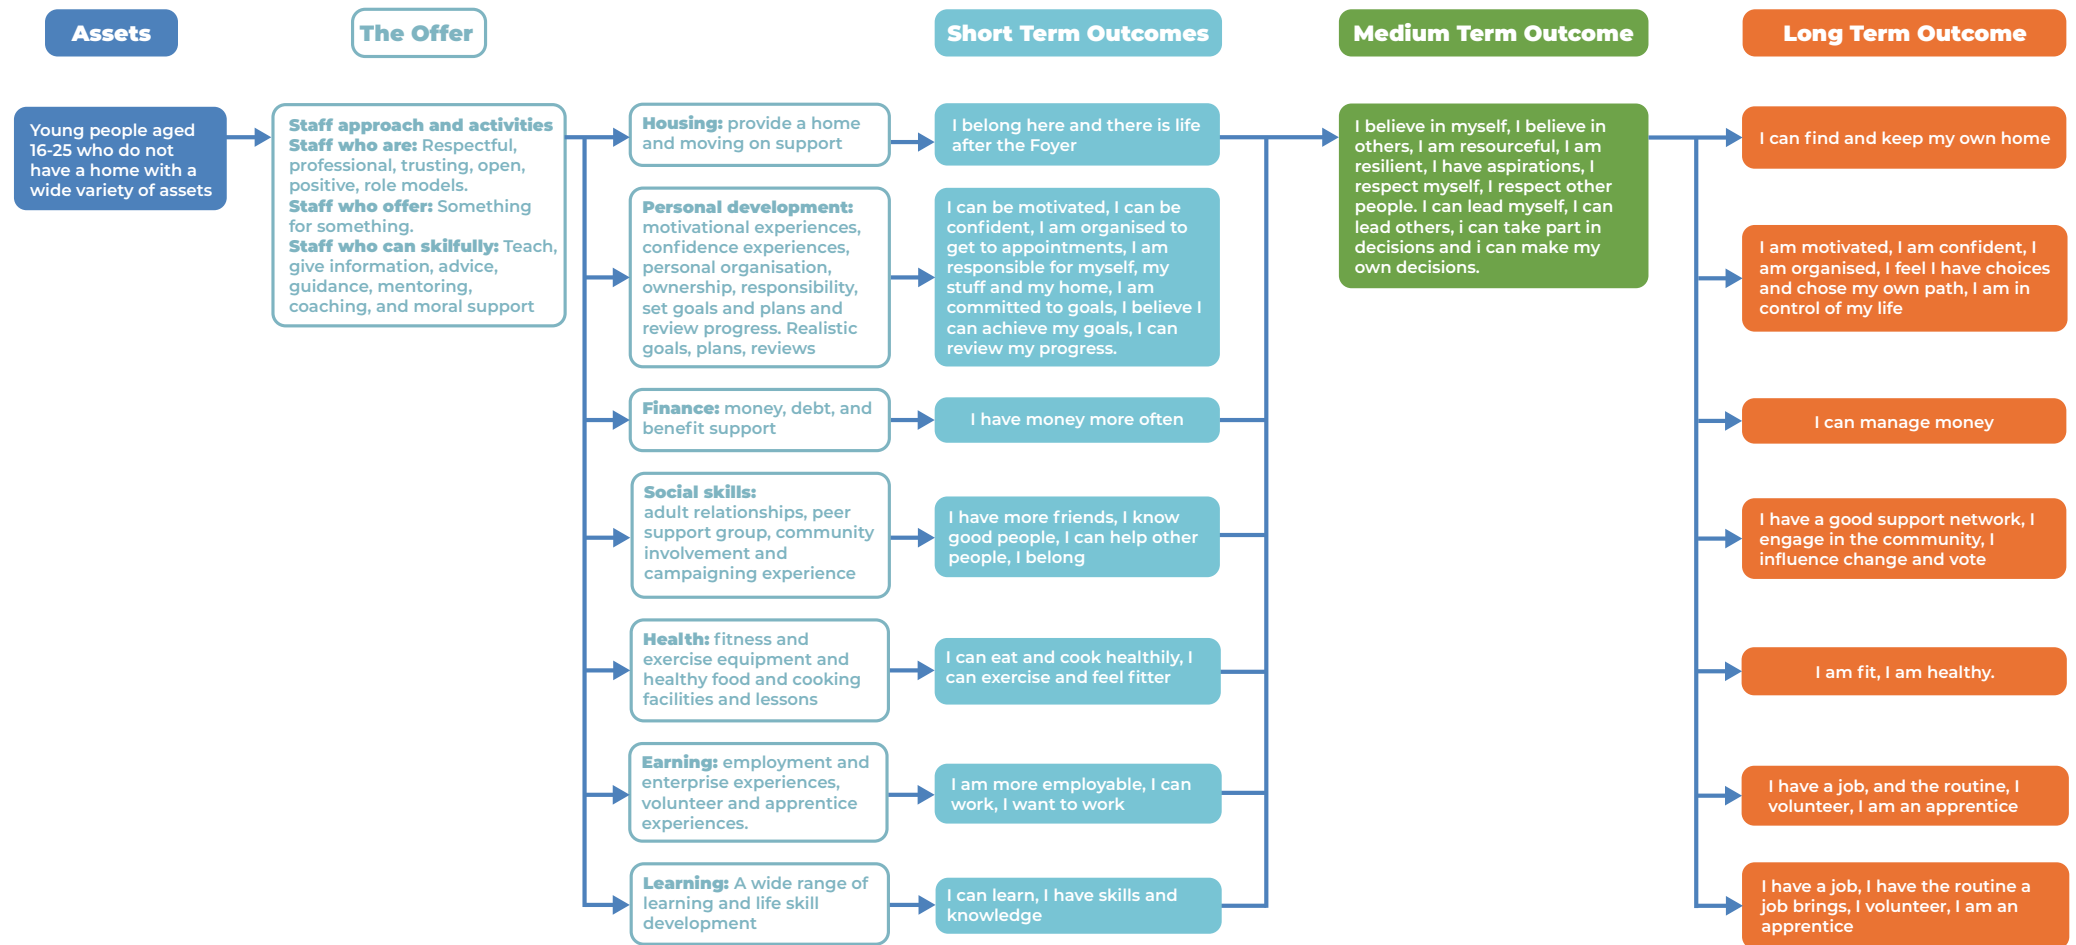 Assets
The Offer
Short Term Outcomes
Medium Term Outcome
Long Term Outcome
Young people aged
16-25 who do not
have a home with a
wide variety of assets
Staff approach and activities
Staff who are: Respectful,
professional, trusting, open,
positive, role models.
Staff who offer: Something
for something.
Staff who can skilfully: Teach,
give information, advice,
guidance, mentoring,
coaching, and moral support
Housing: provide a home
and moving on support
Personal development:
motivational experiences,
confidence experiences,
personal organisation,
ownership, responsibility,
set goals and plans and
review progress. Realistic
goals, plans, reviews
Finance: money, debt, and
benefit support
Social skills:
adult relationships, peer
support group, community
involvement and
campaigning experience
Health: fitness and
exercise equipment and
healthy food and cooking
facilities and lessons
Earning: employment and
enterprise experiences,
volunteer and apprentice
experiences.
Learning: A wide range of
learning and life skill
development
I belong here and there is life
after the Foyer
I can be motivated, I can be
confident, I am organised to
get to appointments, I am
responsible for myself, my
stuff and my home, I am
committed to goals, I believe I
can achieve my goals, I can
review my progress.
I have money more often
I have more friends, I know
good people, I can help other
people, I belong
I can eat and cook healthily, I
can exercise and feel fitter
I am more employable, I can
work, I want to work
I can learn, I have skills and
knowledge
I believe in myself, I believe in
others, I am resourceful, I am
resilient, I have aspirations, I
respect myself, I respect other
people. I can lead myself, I can
lead others, i can take part in
decisions and i can make my
own decisions.
I can find and keep my own home
I am motivated, I am confident, I
am organised, I feel I have choices
and chose my own path, I am in
control of my life
I can manage money
I have a good support network, I
engage in the community, I
influence change and vote
I am fit, I am healthy.
I have a job, and the routine, I
volunteer, I am an apprentice
I have a job, I have the routine a
job brings, I volunteer, I am an
apprentice